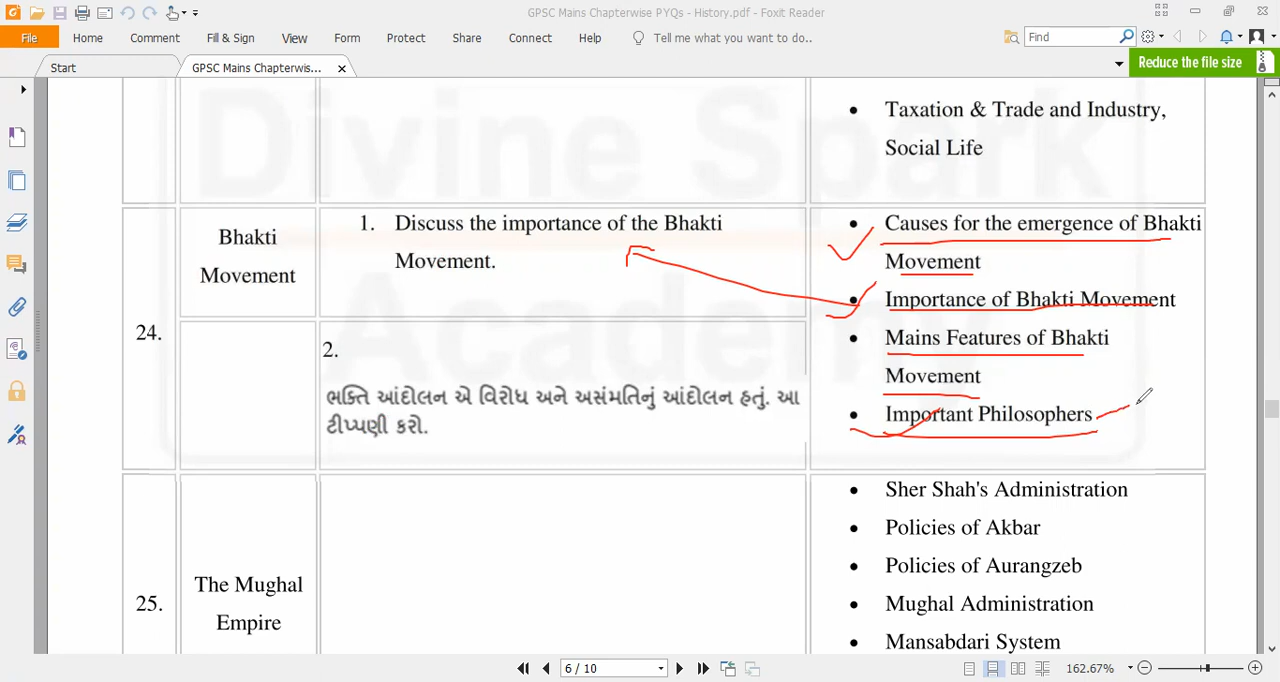 GPSC Mains Chapterwise PYQs - History.pdf - Foxit Reader
File Home Comment Fill & Sign View Form Protect Share Connect Help Tell me what you want to do.. Find
Start GPSC Mains Chapterwis... Reduce the file size
Divine Spark
Academy
Taxation & Trade and Industry,
Social Life
24.
Bhakti
Movement
1. Discuss the importance of the Bhakti
Movement.
2.
ભક્તિ આંદોલન એ વિરોધ અને અસંમતિનું આંદોલન હતું. આ
ટીપ્પણી કરો.
• Causes for the emergence of Bhakti
Movement
• Importance of Bhakti Movement
• Mains Features of Bhakti
Movement
• Important Philosophers
25.
The Mughal
Empire
• Sher Shah's Administration
• Policies of Akbar
• Policies of Aurangzeb
• Mughal Administration
• Mansabdari System
6 / 10 162.67%